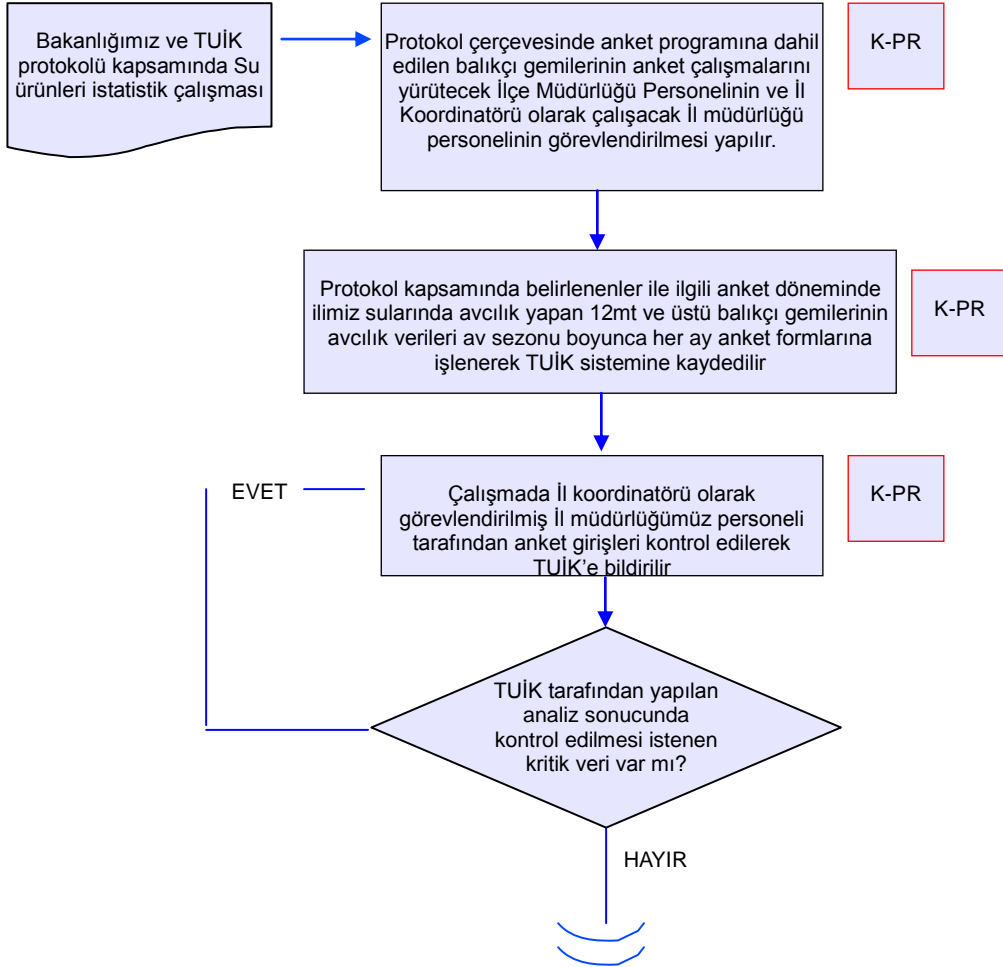 Bakanlığımız ve TUİK
protokolü kapsamında Su
ürünleri istatistik çalışması
Protokol çerçevesinde anket programına dahil
edilen balıkçı gemilerinin anket çalışmalarını
yürütecek İlçe Müdürlüğü Personelinin ve İl
Koordinatörü olarak çalışacak İl müdürlüğü
personelinin görevlendirilmesi yapılır.
K-PR
Protokol kapsamında belirlenenler ile ilgili anket döneminde
ilimiz sularında avcılık yapan 12mt ve üstü balıkçı gemilerinin
avcılık verileri av sezonu boyunca her ay anket formlarına
işlenerek TUİK sistemine kaydedilir
K-PR
EVET
Çalışmada İl koordinatörü olarak
görevlendirilmiş İl müdürlüğümüz personeli
tarafından anket girişleri kontrol edilerek
TUİK’e bildirilir
K-PR
TUİK tarafından yapılan
analiz sonucunda
kontrol edilmesi istenen
kritik veri var mı?
HAYIR